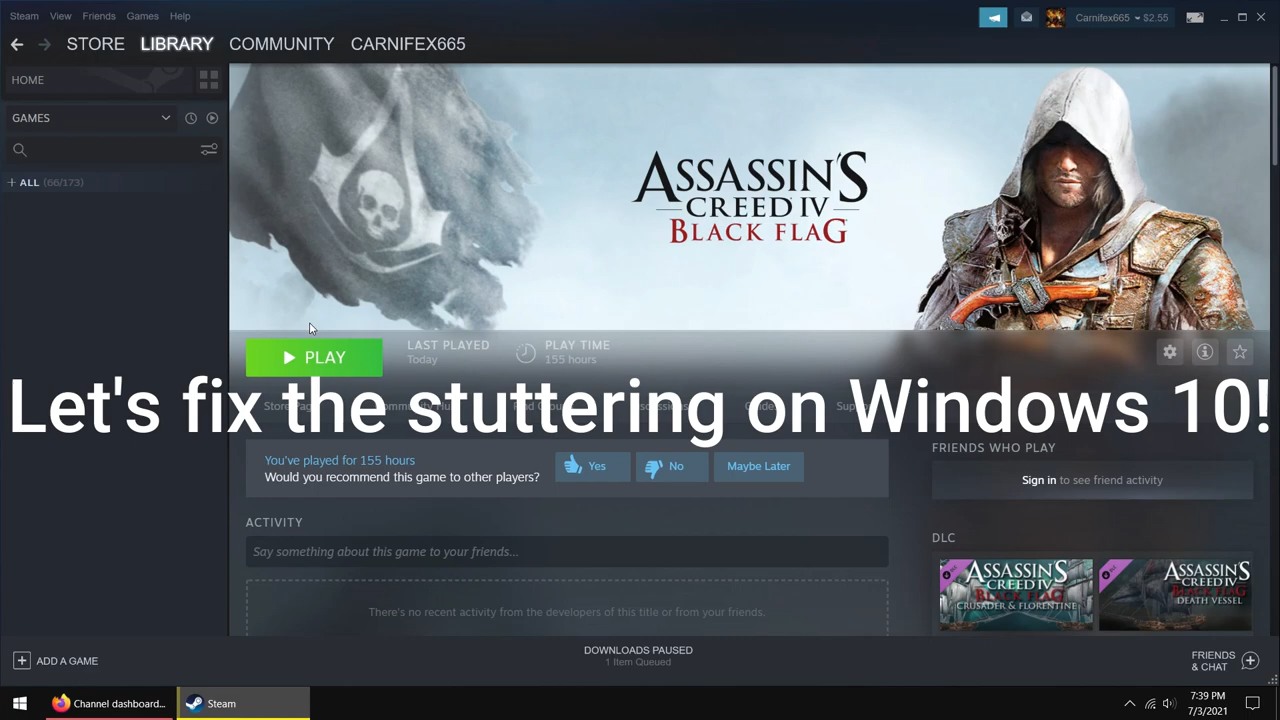 Steam View Friends Games Help
Carnifex665 $2.55
STORE LIBRARY COMMUNITY CARNIFEX665
HOME
GAMES
+ ALL (66/173)
ASSASSIN'S
CREED IV
BLACK FLAG
PLAY
LAST PLAYED
Today
PLAY TIME
155 hours
Let's fix the stuttering on Windows 10!
You've played for 155 hours
Would you recommend this game to other players?
Yes
No
Maybe Later
FRIENDS WHO PLAY
Sign in to see friend activity
ACTIVITY
Say something about this game to your friends...
There's no recent activity from the developers of this title or from your friends.
DLC
ASSASSIN'S
CREED IV
BLACK FLAG
CRUSADER & FLORENTINE
ASSASSIN'S
CREED IV
BLACK FLAG
DEATH VESSEL
ADD A GAME
DOWNLOADS PAUSED
1 Item Queued
FRIENDS
& CHAT
Channel dashboard...
Steam
7:39 PM
7/3/2021